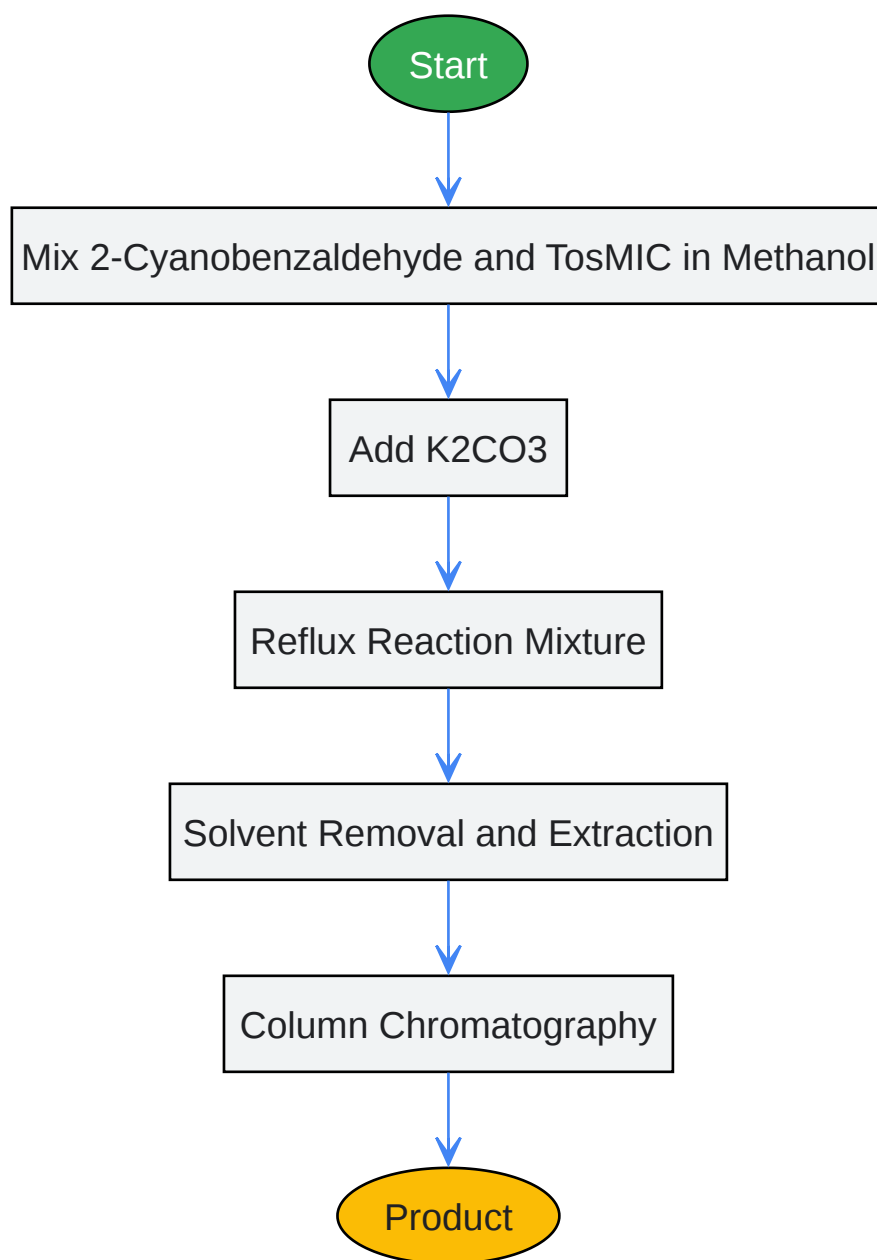 Start
Mix 2-Cyanobenzaldehyde and TosMIC in Methanol
Add K2CO3
Reflux Reaction Mixture
Solvent Removal and Extraction
Column Chromatography
Product